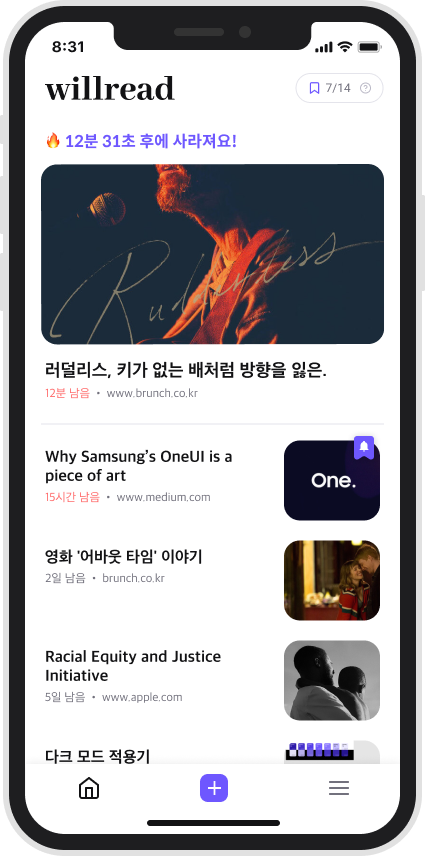 8:31
willread
7/14
🔥 12분 31초 후에 사라져요!
Rudderless
러덜리스, 키가 없는 배처럼 방향을 잃은.
12분 남음 • www.brunch.co.kr
Why Samsung’s OneUI is a
piece of art
15시간 남음 • www.medium.com
One.
영화 '어바웃 타임' 이야기
2일 남음 • brunch.co.kr
Racial Equity and Justice
Initiative
5일 남음 • www.apple.com
다크 모드 적용기